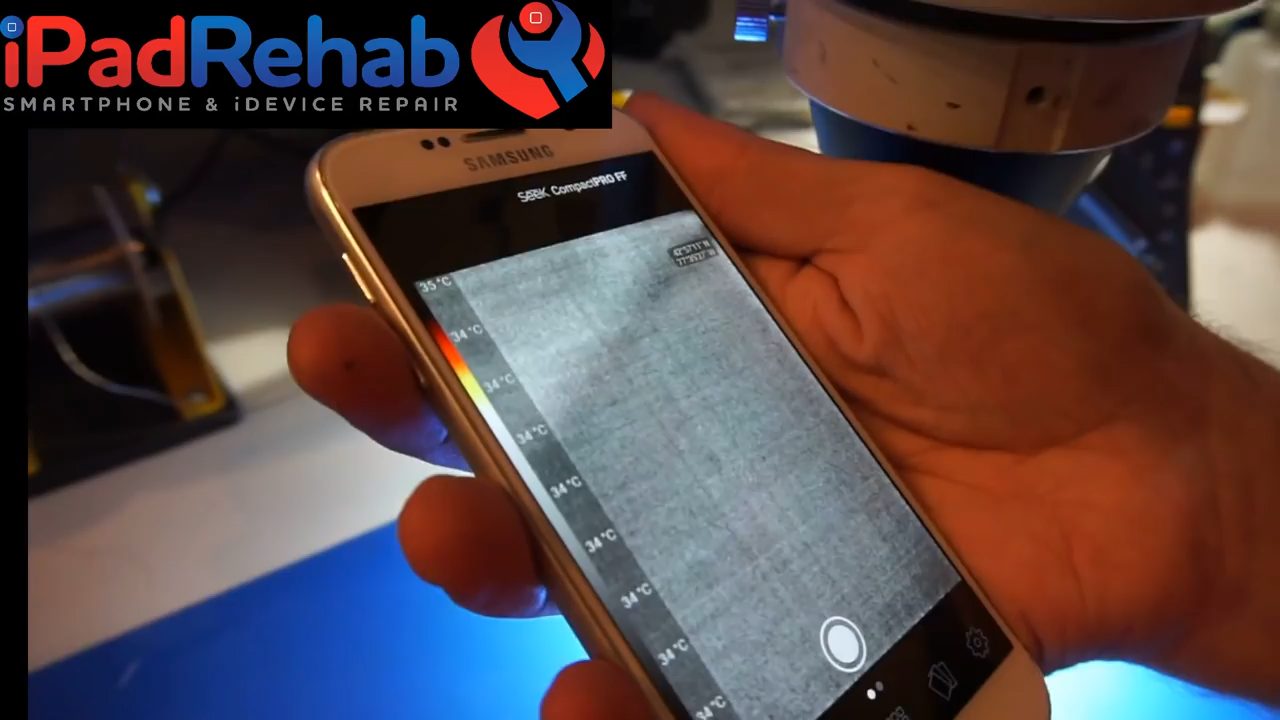 iPadRehab
SMARTPHONE & iDEVICE REPAIR
SAMSUNG
seek CompactPRO FF
35 °C
34 °C
34 °C
34 °C
34 °C
34 °C
34 °C
34 °C
34 °C